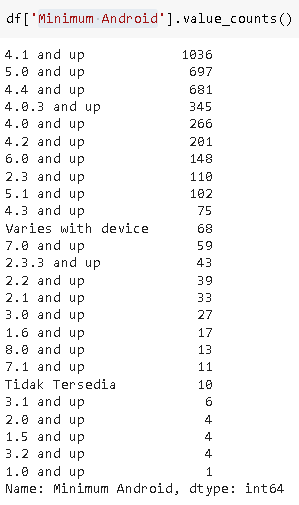 df['Minimum Android'].value_counts()
4.1 and up 1036
5.0 and up 697
4.4 and up 681
4.0.3 and up 345
4.0 and up 266
4.2 and up 201
6.0 and up 148
2.3 and up 110
5.1 and up 102
4.3 and up 75
Varies with device 68
7.0 and up 59
2.3.3 and up 43
2.2 and up 39
2.1 and up 33
3.0 and up 27
1.6 and up 17
8.0 and up 13
7.1 and up 11
Tidak Tersedia 10
3.1 and up 6
2.0 and up 4
1.5 and up 4
3.2 and up 4
1.0 and up 1
Name: Minimum Android, dtype: int64